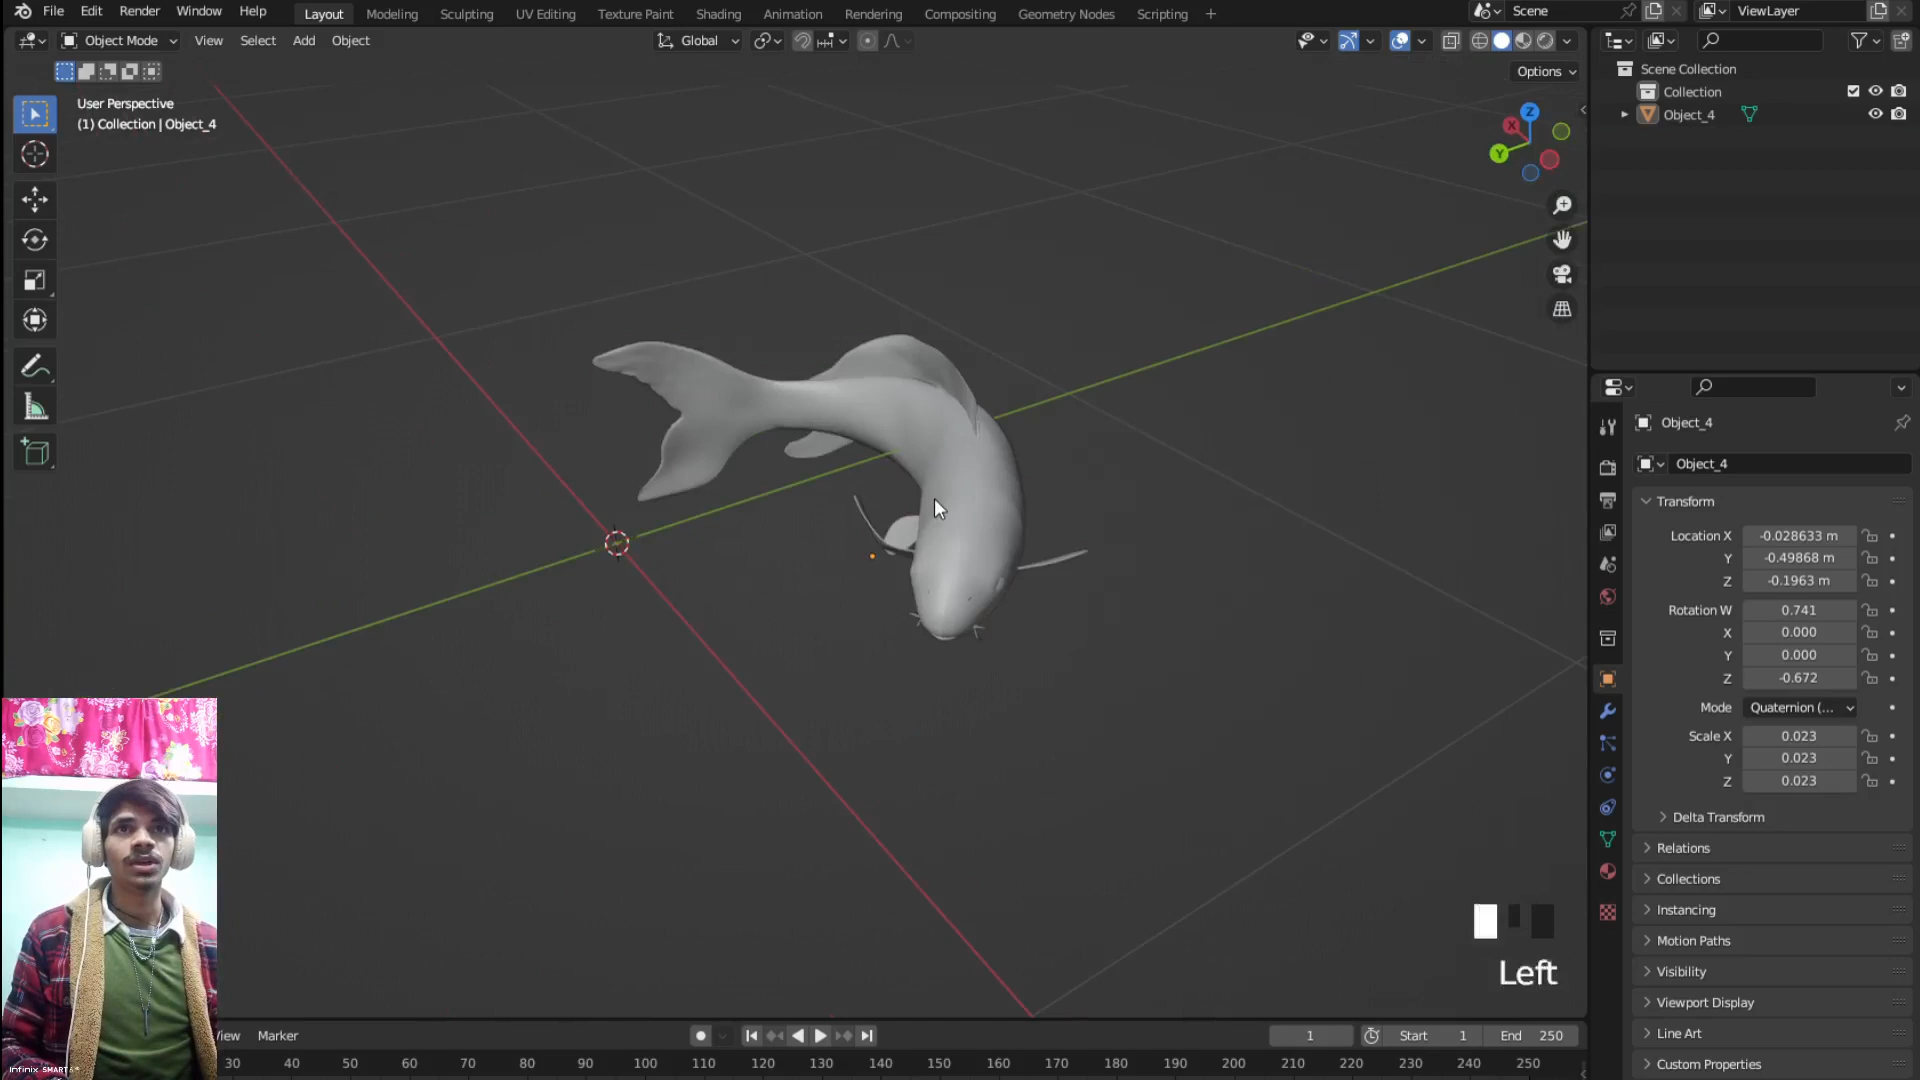 File Edit Render Window Help Layout Modeling Sculpting UV Editing Texture Paint Shading Animation Rendering Compositing Geometry Nodes Scripting + Scene ViewLayer
Object Mode View Select Add Object Global
Options
User Perspective
(1) Collection | Object_4
Z
X
Y
Scene Collection
Collection
Object_4
Object_4
Object_4
Transform
Location X -0.028633 m
Y -0.49868 m
Z -0.1963 m
Rotation W 0.741
X 0.000
Y 0.000
Z -0.672
Mode Quaternion (...
Scale X 0.023
Y 0.023
Z 0.023
Delta Transform
Relations
Collections
Instancing
Motion Paths
Visibility
Viewport Display
Line Art
Custom Properties
Left
View Marker 1 Start 1 End 250
30 40 50 60 70 80 90 100 110 120 130 140 150 160 170 180 190 200 210 220 230 240 250
Infinix SMART